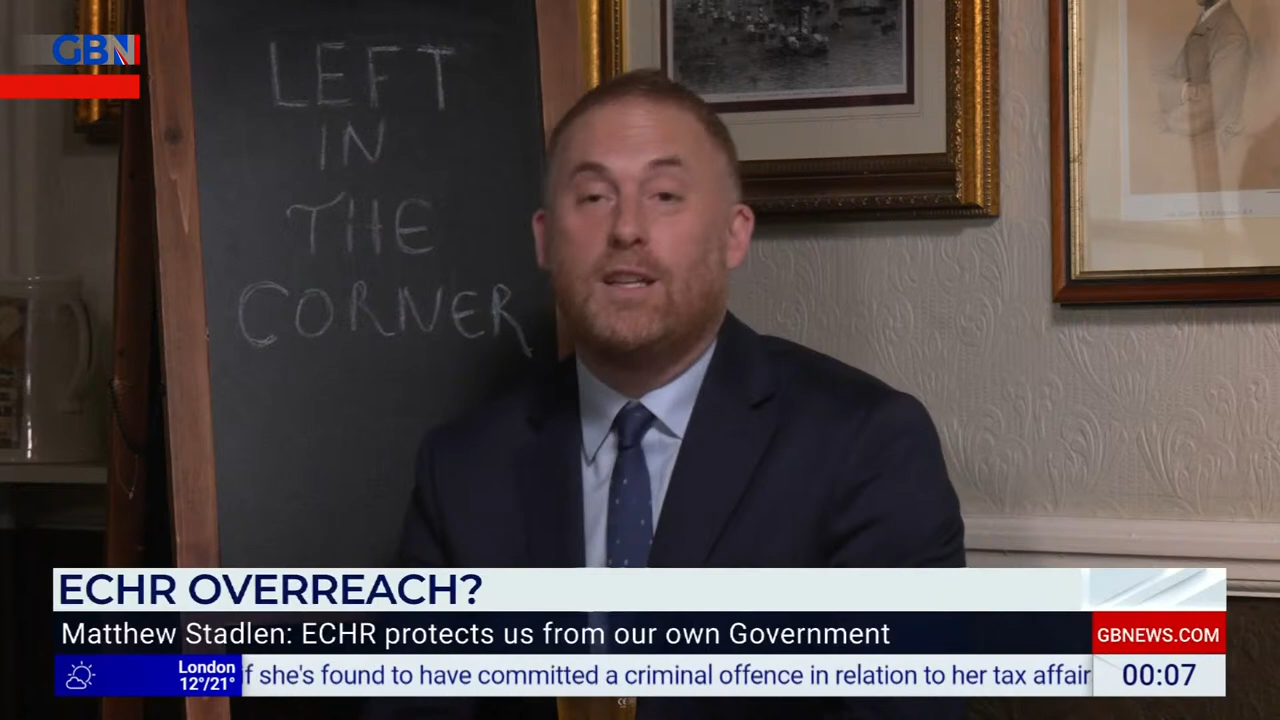 GBN
LEFT
IN
THE
CORNER
ECHR OVERREACH?
Matthew Stadlen: ECHR protects us from our own Government
GBNEWS.COM
London
12°/21°
f she's found to have committed a criminal offence in relation to her tax affair
00:07